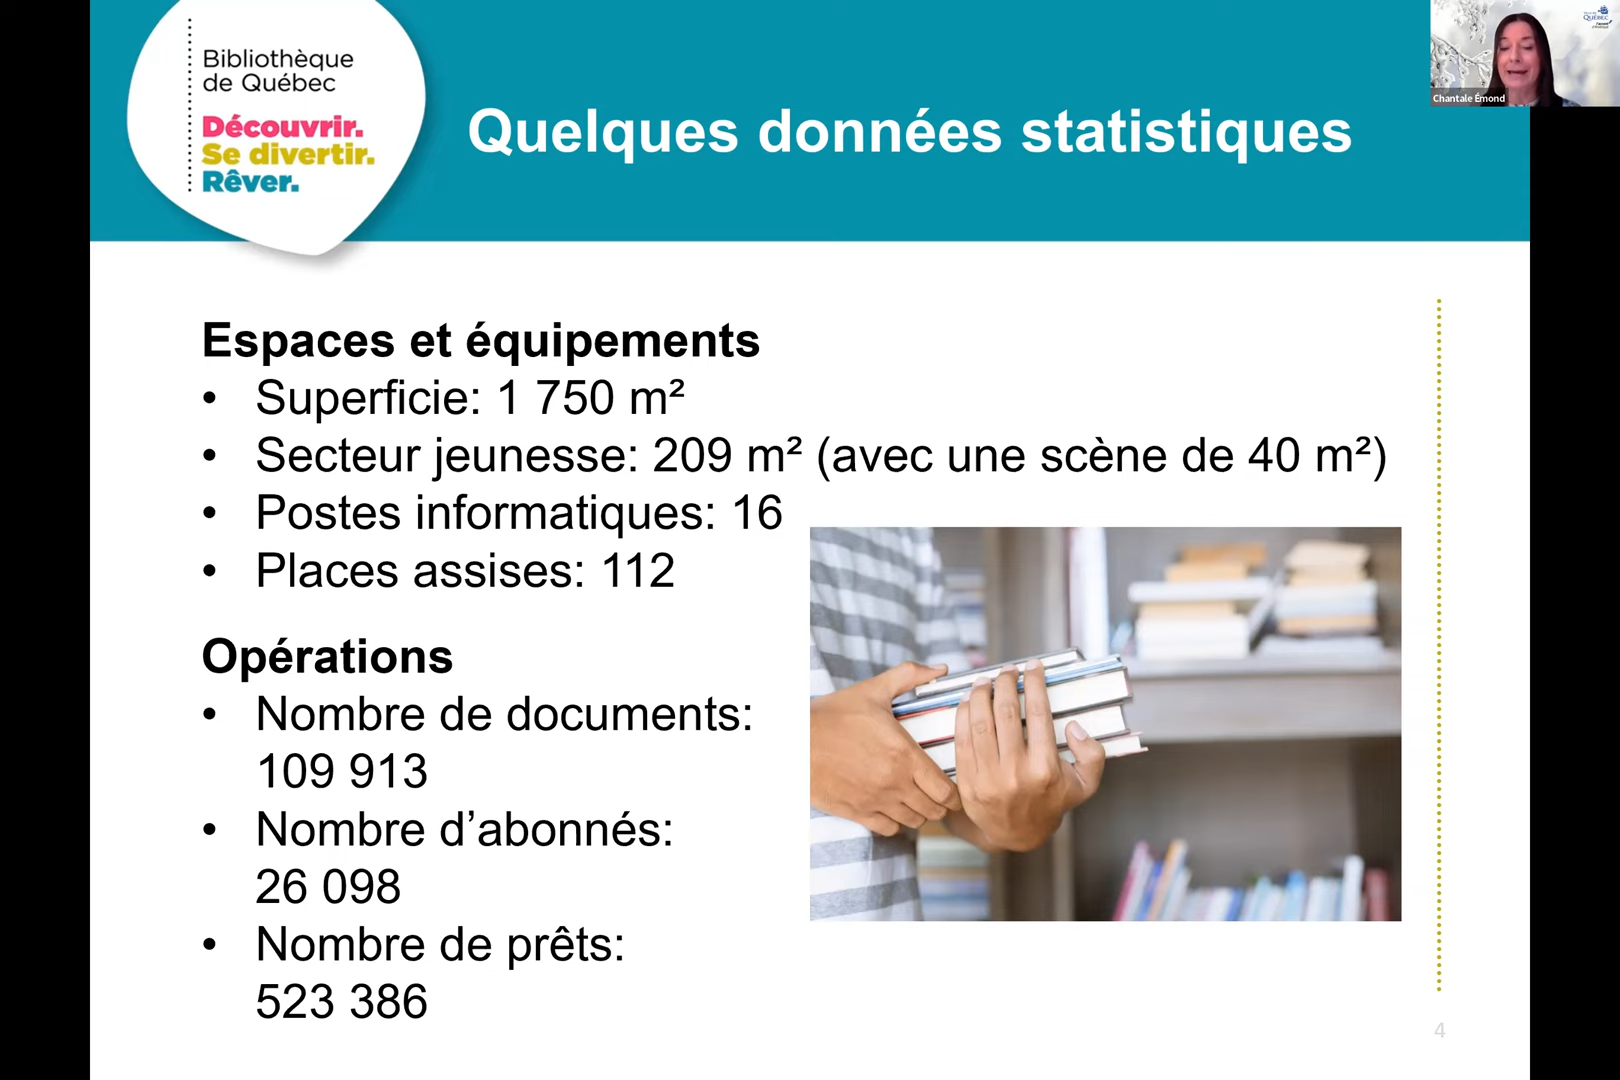 Bibliothèque
de Québec
Découvrir.
Se divertir.
Rêver.
Quelques données statistiques
QUÉBEC
Chantale Émond
Espaces et équipements
• Superficie: 1 750 m²
• Secteur jeunesse: 209 m² (avec une scène de 40 m²)
• Postes informatiques: 16
• Places assises: 112
Opérations
• Nombre de documents:
109 913
• Nombre d’abonnés:
26 098
• Nombre de prêts:
523 386
4